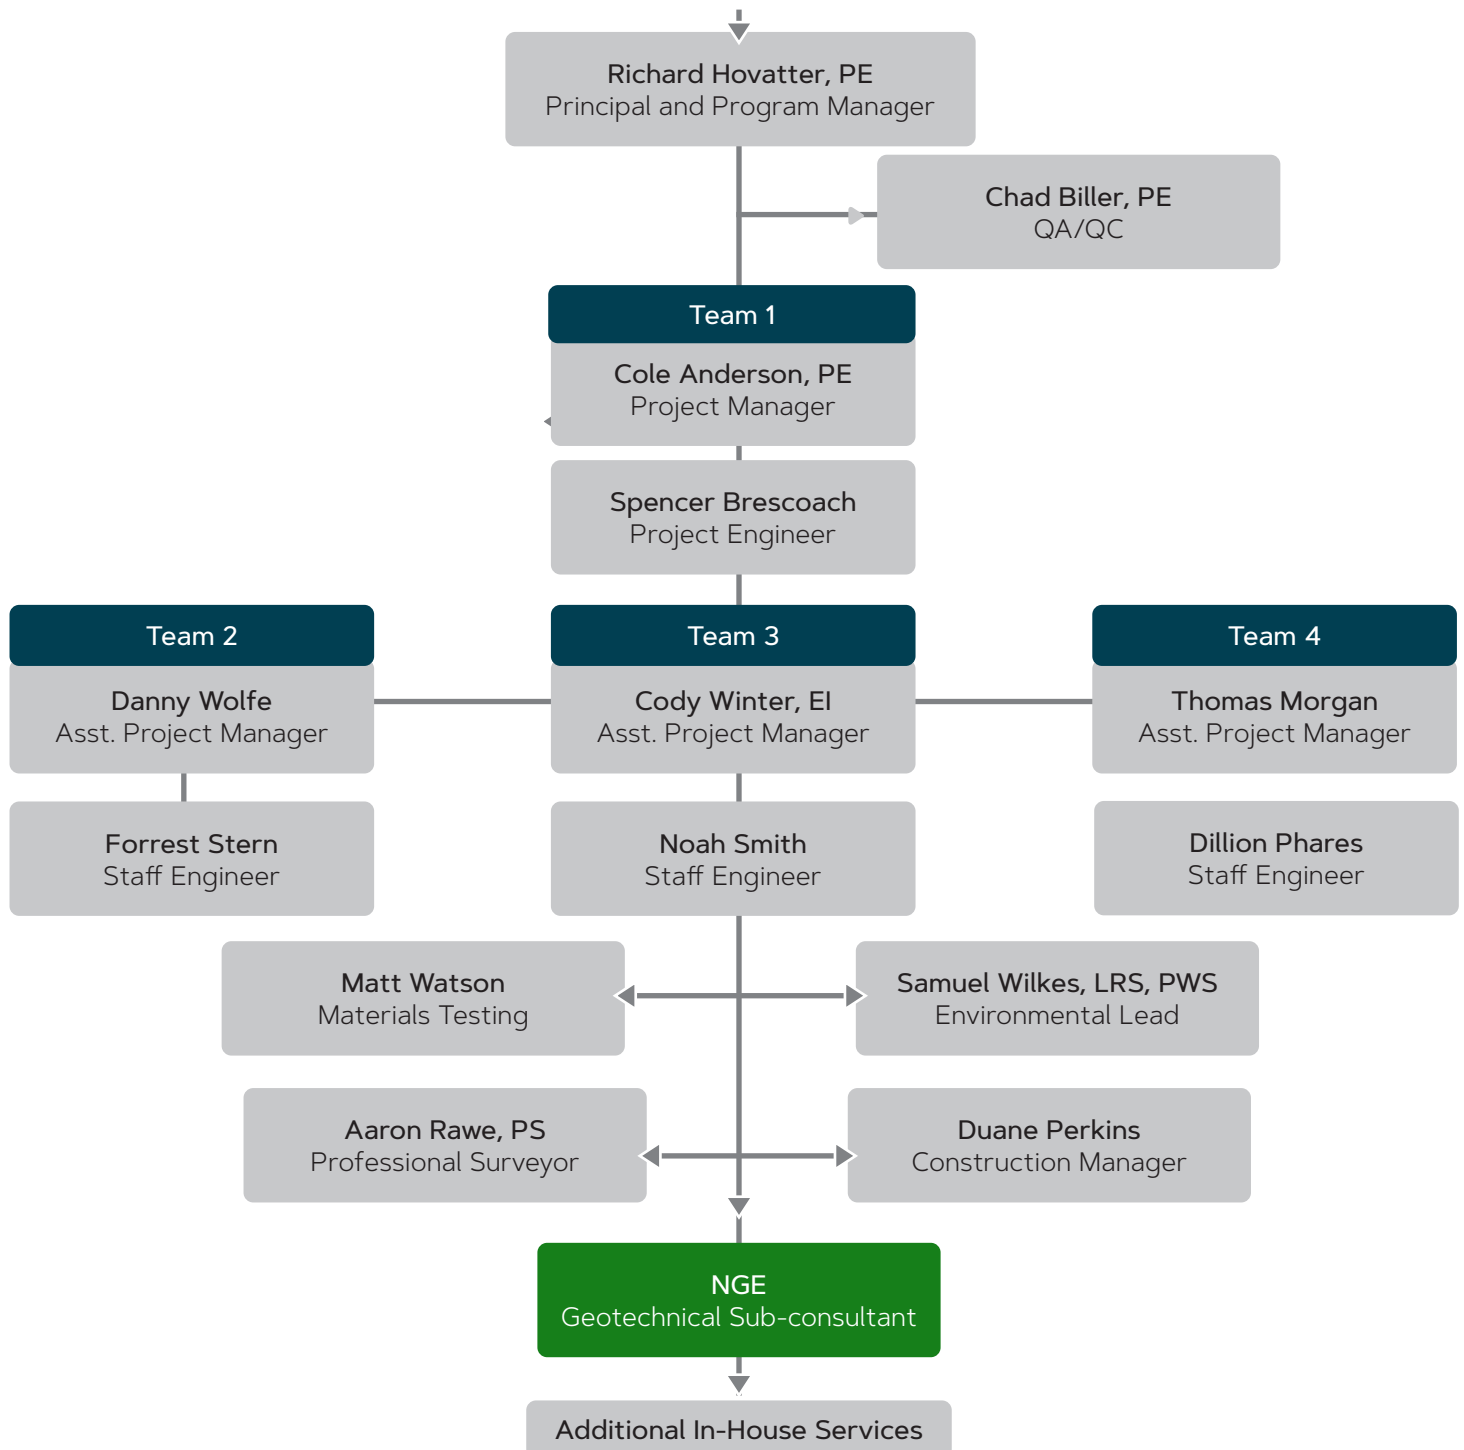 Richard Hovatter, PE
Principal and Program Manager
Chad Biller, PE
QA/QC
Team 1
Cole Anderson, PE
Project Manager
Spencer Brescoach
Project Engineer
Team 2
Danny Wolfe
Asst. Project Manager
Team 3
Cody Winter, EI
Asst. Project Manager
Team 4
Thomas Morgan
Asst. Project Manager
Forrest Stern
Staff Engineer
Noah Smith
Staff Engineer
Dillion Phares
Staff Engineer
Matt Watson
Materials Testing
Samuel Wilkes, LRS, PWS
Environmental Lead
Aaron Rawe, PS
Professional Surveyor
Duane Perkins
Construction Manager
NGE
Geotechnical Sub-consultant
Additional In-House Services